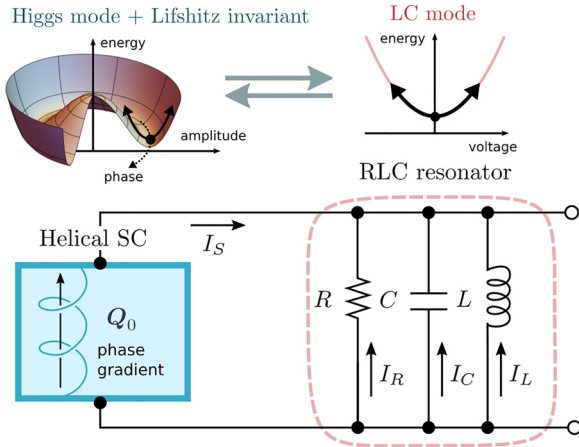 Higgs mode + Lifshitz invariant
LC mode
energy
amplitude
phase
energy
voltage
RLC resonator
Helical SC
I_S
Q_0
phase
gradient
R
C
L
I_R
I_C
I_L